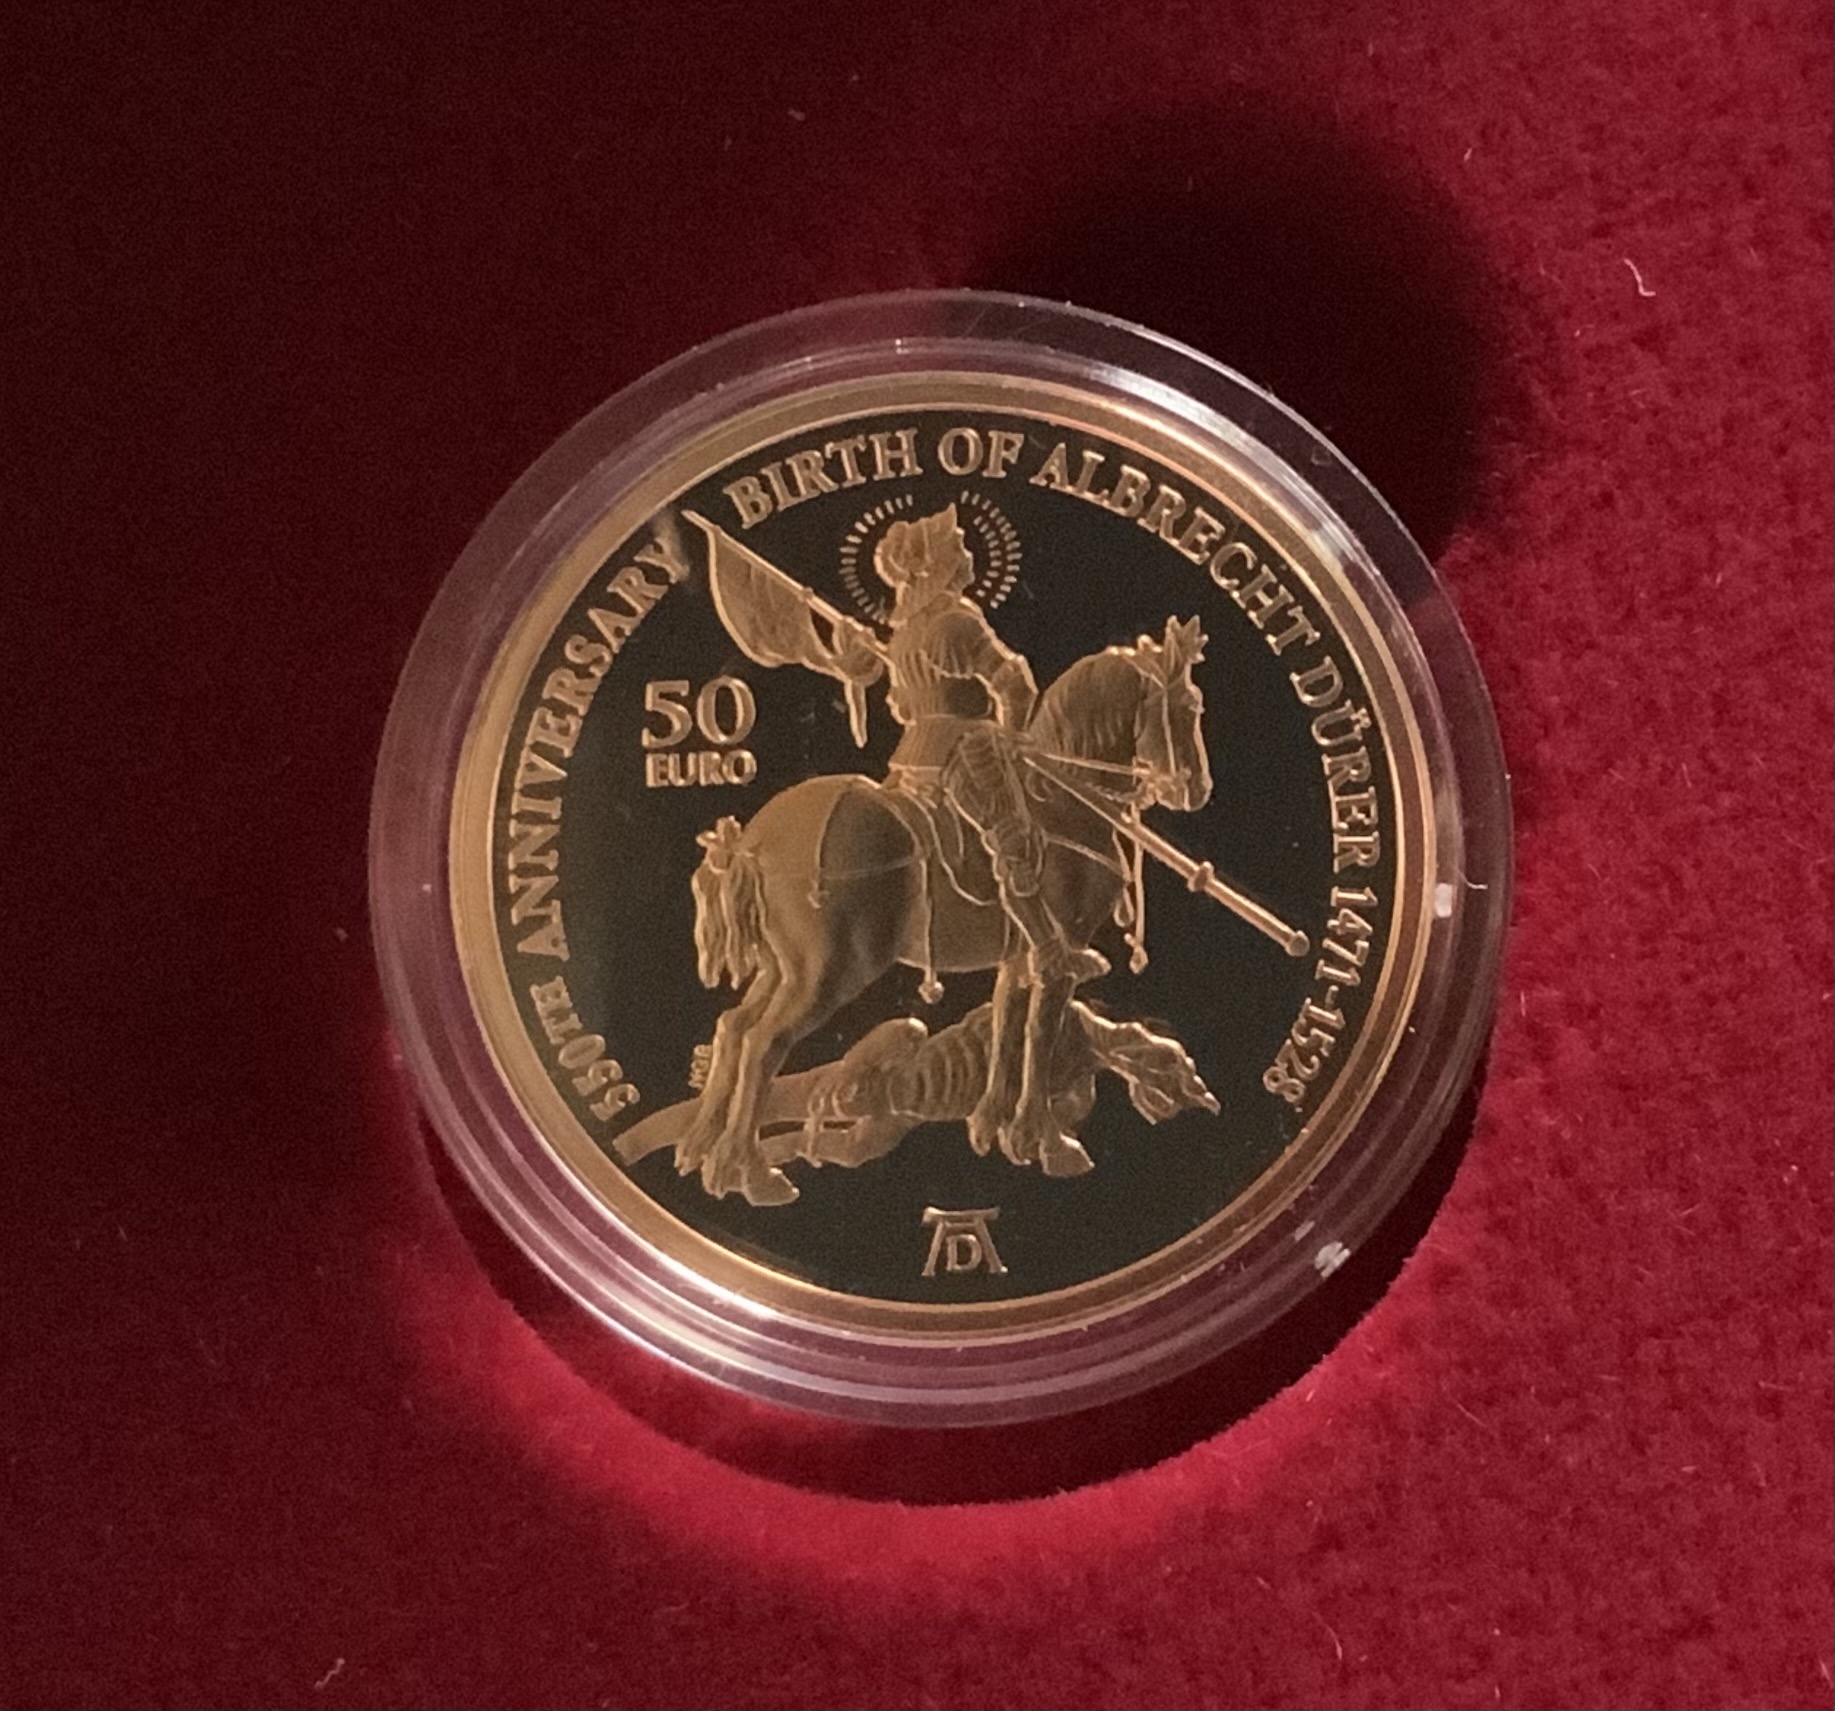 550TH ANNIVERSARY BIRTH OF ALBRECHT DÜRER 1471-1528
50
EURO
AD